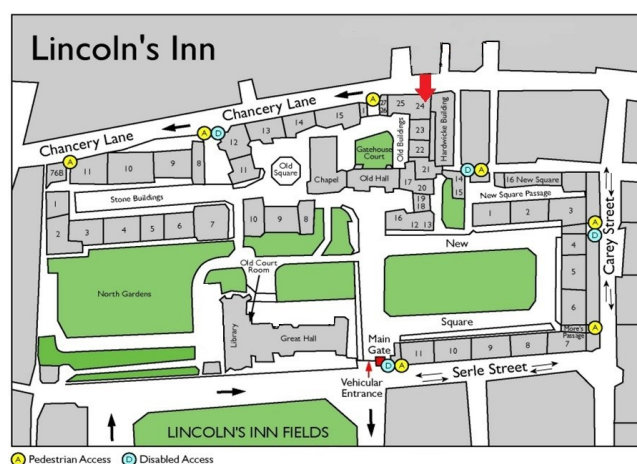 Lincoln's Inn
Chancery Lane
Chancery Lane
76B
11
10
9
8
12
11
13
14
15
27
26
25
24
23
22
21
Old Buildings
Hardwicke Building
Gatehouse
Court
Old
Square
Chapel
Old Hall
17
20
19
18
16
12 13
14
15
16 New Square
New Square Passage
1
2
3
4
5
6
More's
Passage
7
8
9
10
11
Carey Street
New
Square
1
2
3
4
5
6
7
Stone Buildings
10
9
8
North Gardens
Old Court
Room
Library
Great Hall
Main
Gate
Vehicular
Entrance
Serle Street
LINCOLN'S INN FIELDS
A
D
A
A
D
A
A
D
A
D
A
A Pedestrian Access D Disabled Access